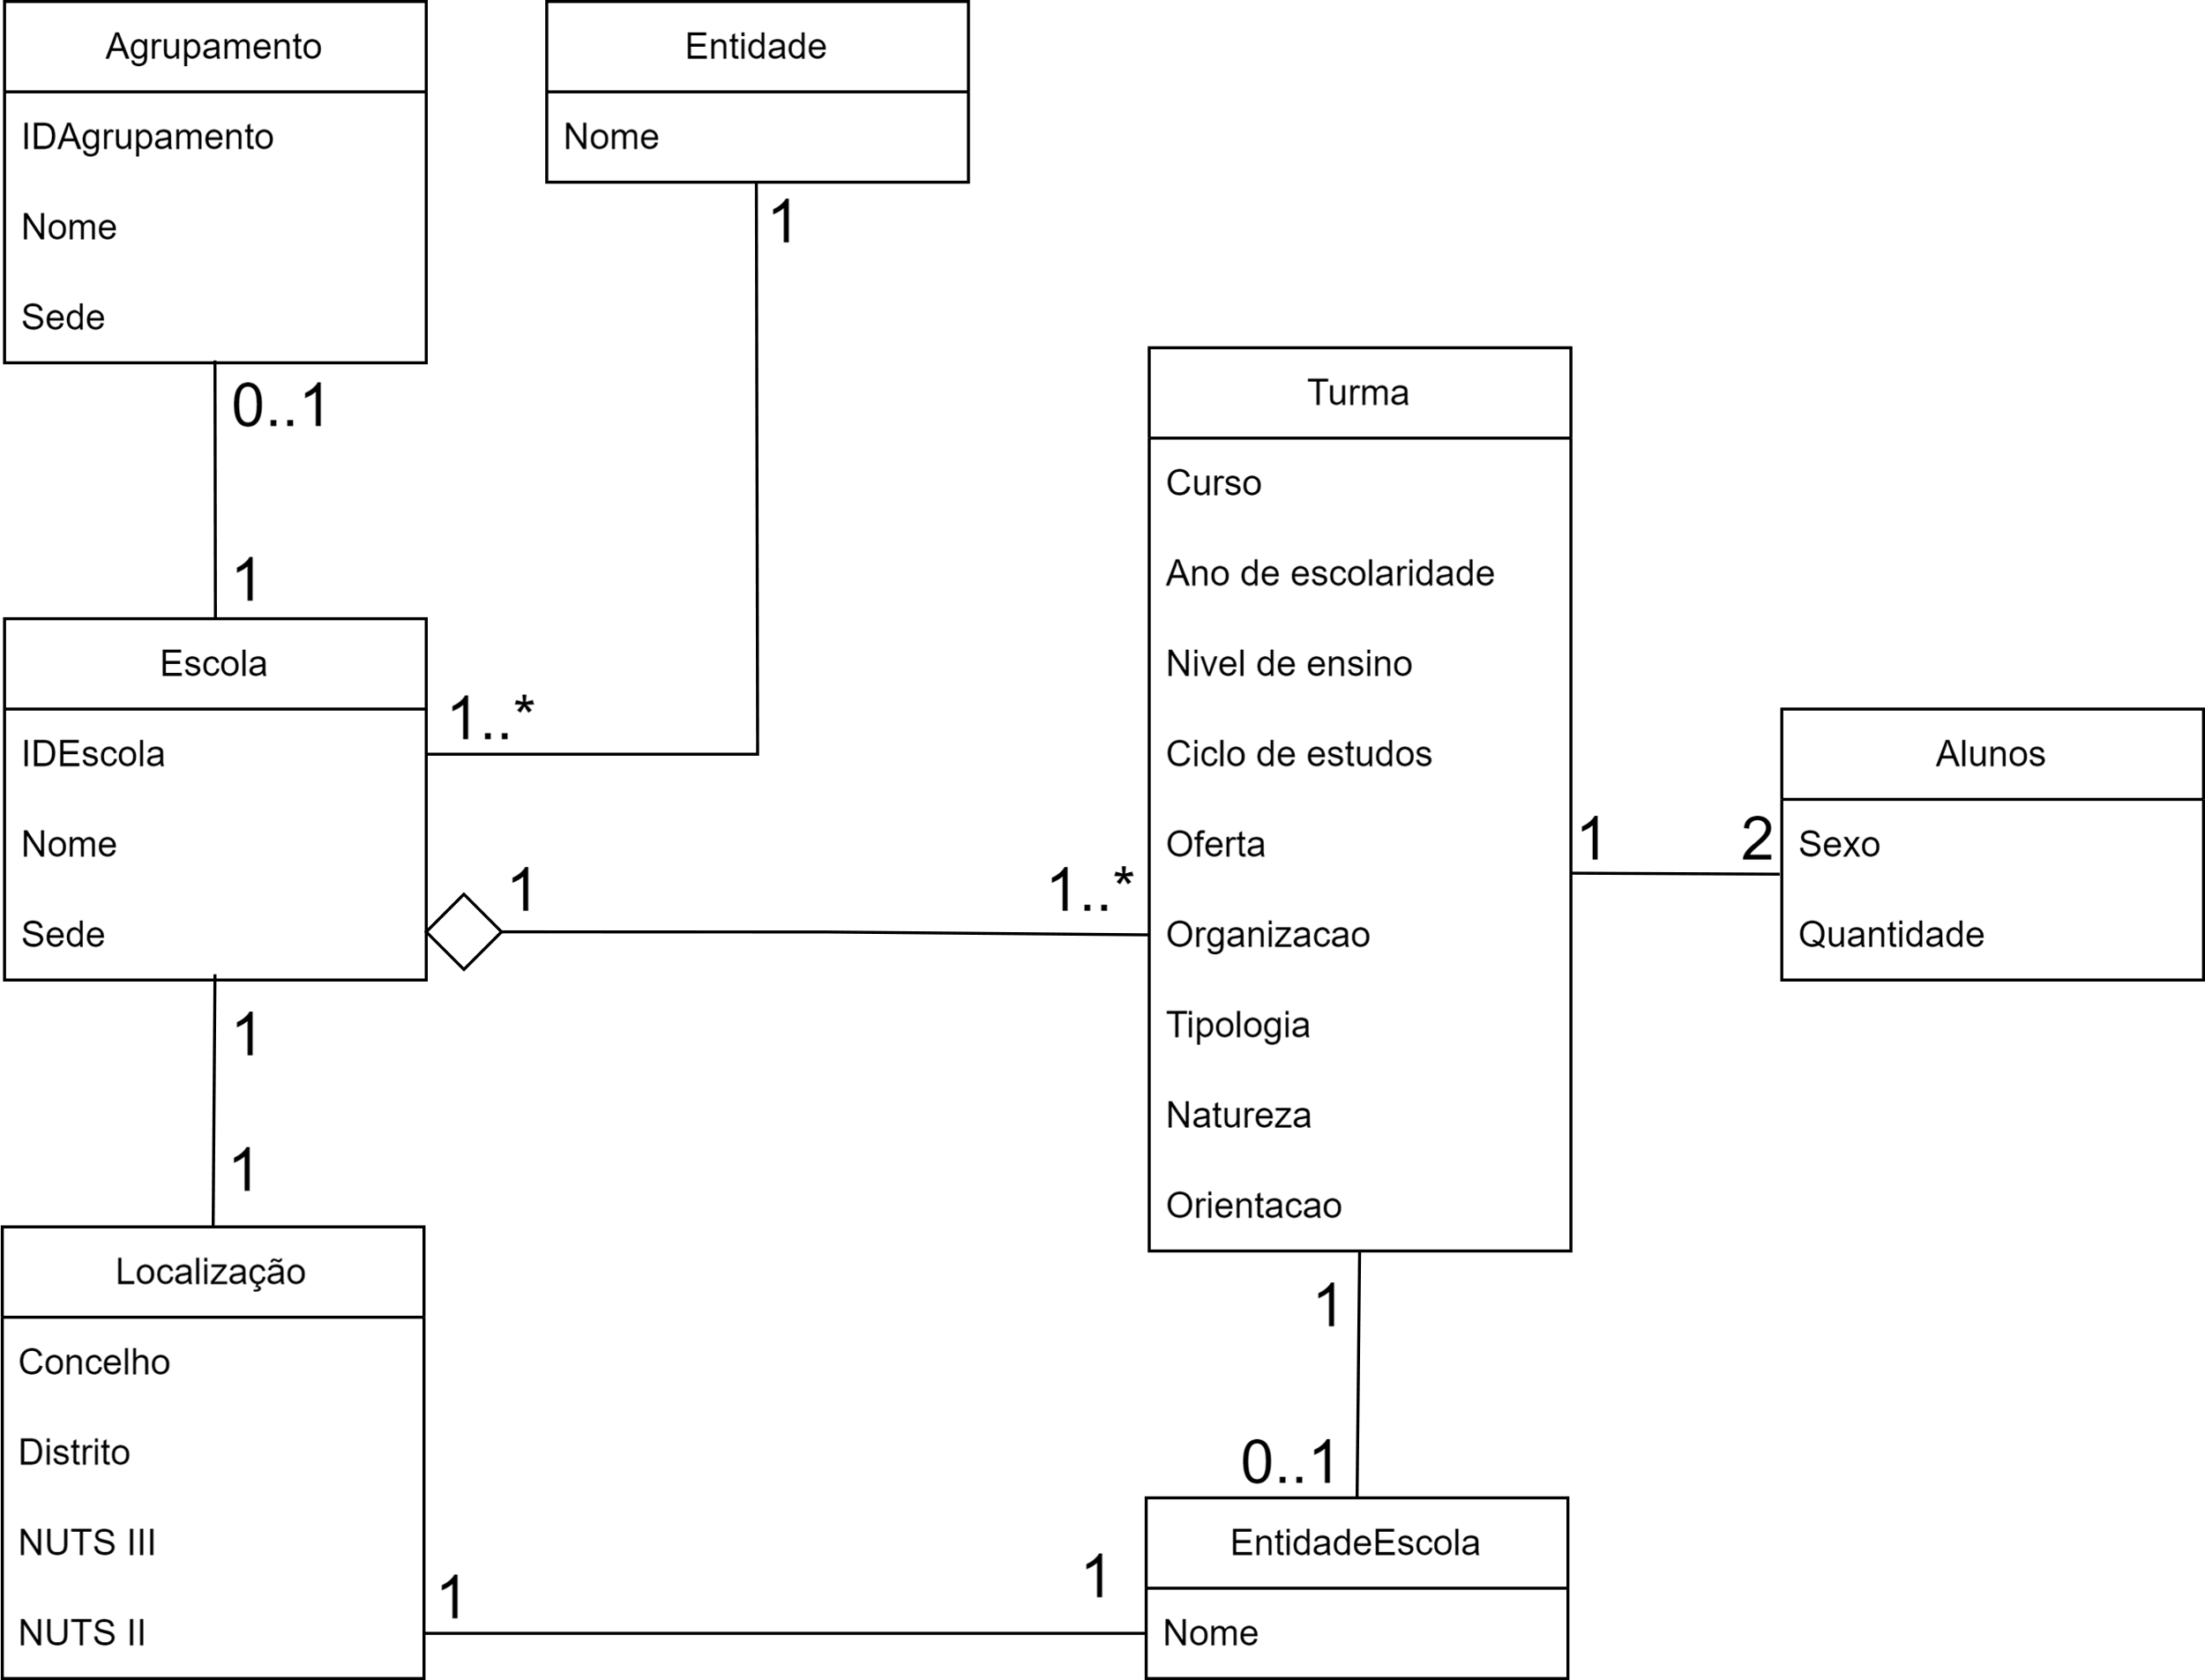 Agrupamento
IDAgrupamento
Nome
Sede
Entidade
Nome
1
0..1
1
Escola
IDEscola
Nome
Sede
1..*
1
1..*
Turma
Curso
Ano de escolaridade
Nivel de ensino
Ciclo de estudos
Oferta
Organizacao
Tipologia
Natureza
Orientacao
1
2
Alunos
Sexo
Quantidade
1
1
Localização
Concelho
Distrito
NUTS III
NUTS II
1
0..1
1
1
EntidadeEscola
Nome